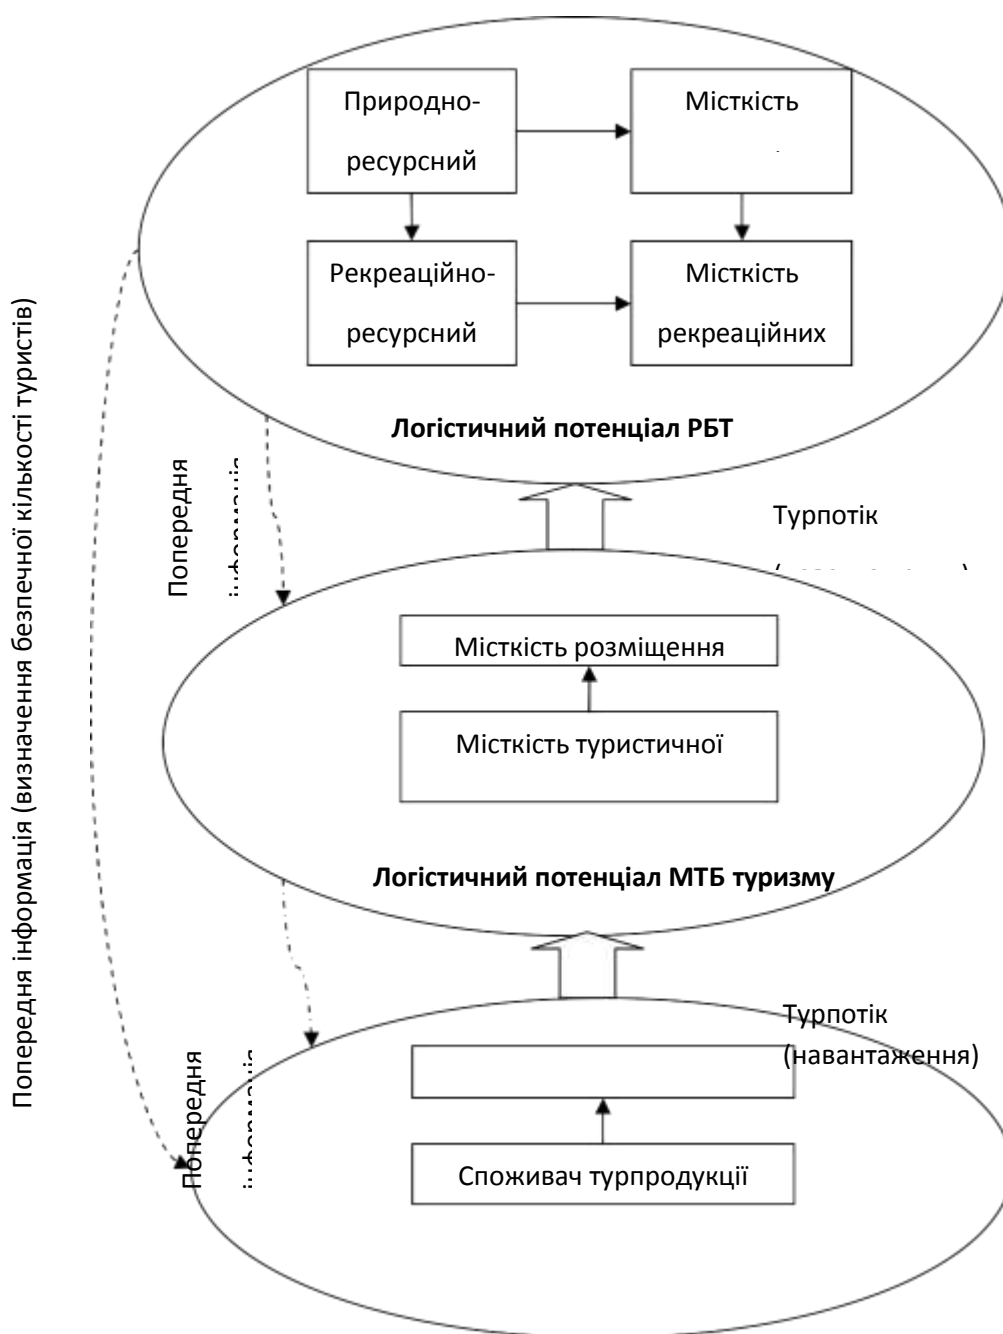 Природно-
ресурсний
Місткість
Рекреаційно-
ресурсний
Місткість
рекреаційних
Логістичний потенціал РБТ
Попередня інформація (визначення безпечної кількості туристів)
Попередня
Турпотік
Місткість розміщення
Місткість туристичної
Логістичний потенціал МТБ туризму
Попередня
Турпотік
(навантаження)
Споживач турпродукції